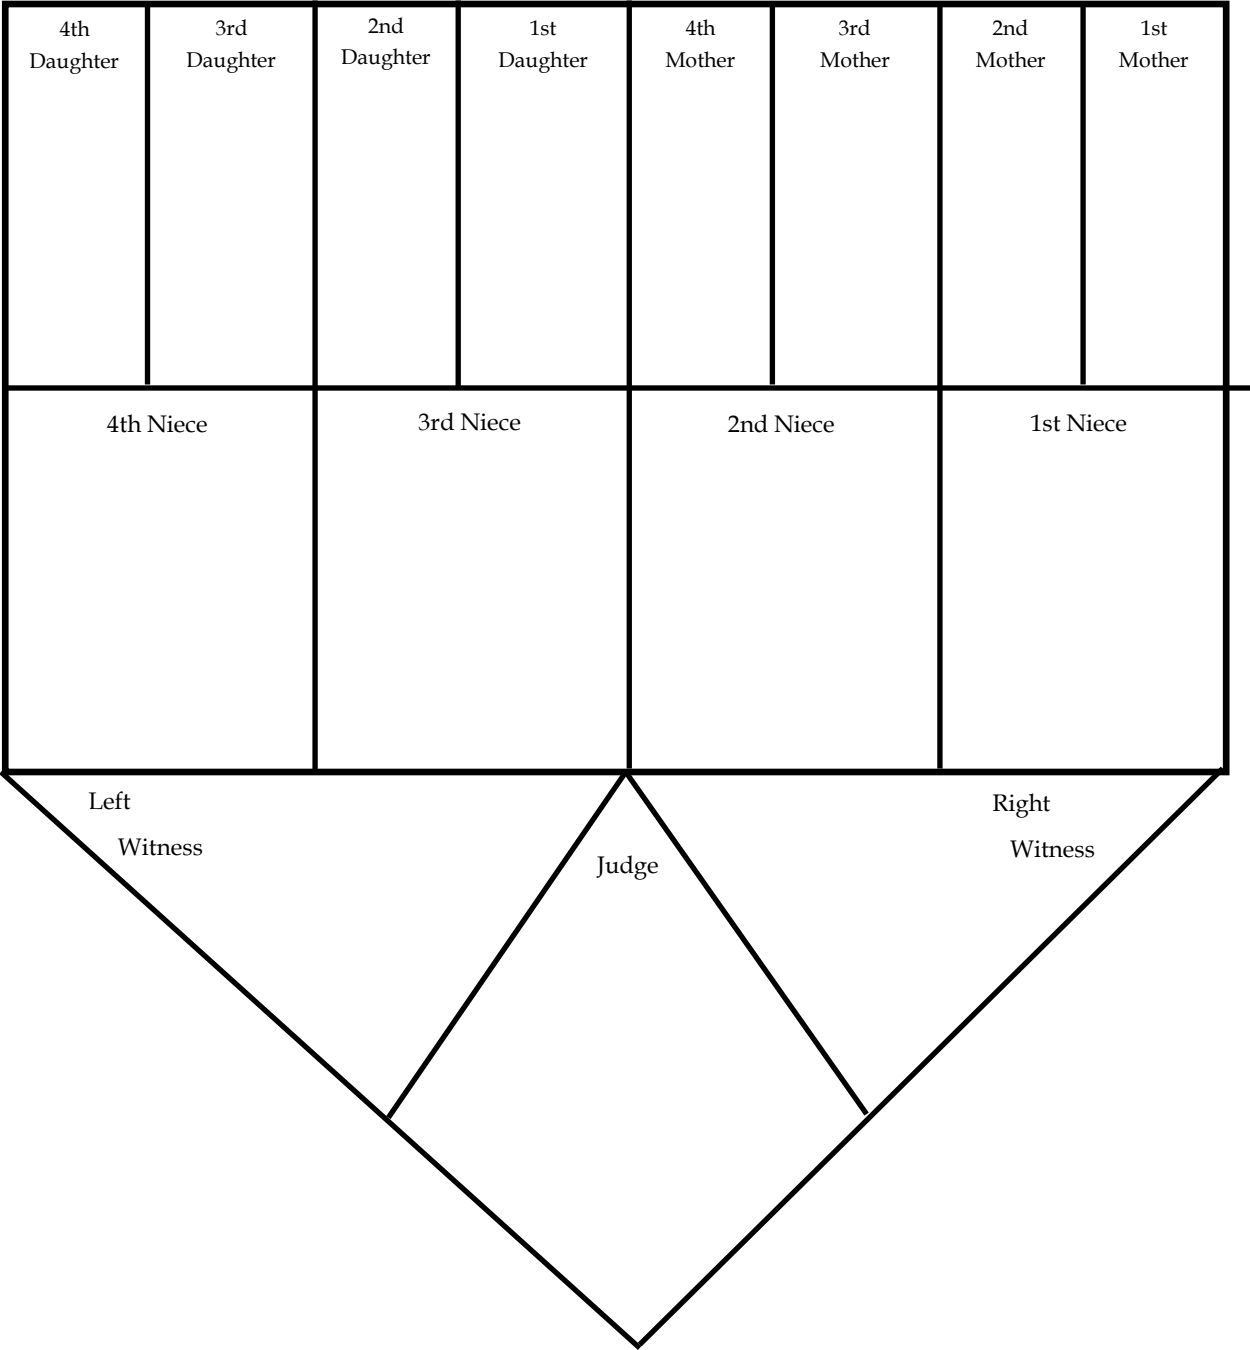 4th
Daughter
3rd
Daughter
2nd
Daughter
1st
Daughter
4th
Mother
3rd
Mother
2nd
Mother
1st
Mother
4th Niece
3rd Niece
2nd Niece
1st Niece
Left
Witness
Judge
Right
Witness